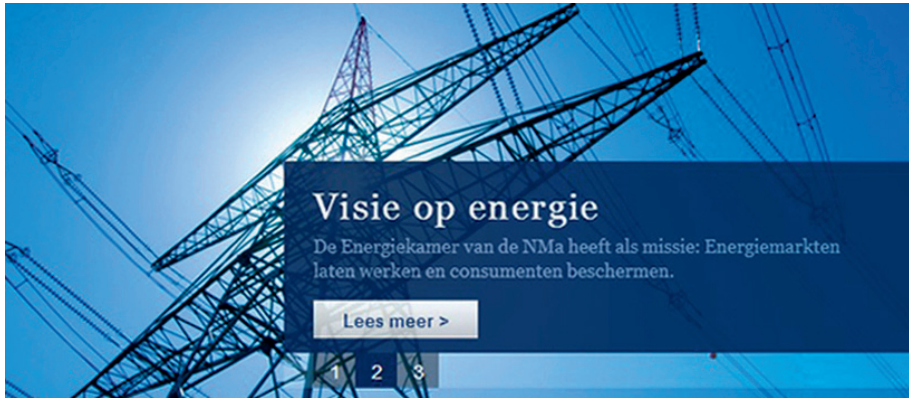 Visie op energie
De Energiekamer van de NMa heeft als missie: Energiemarkten
laten werken en consumenten beschermen.
Lees meer >
1 2 3